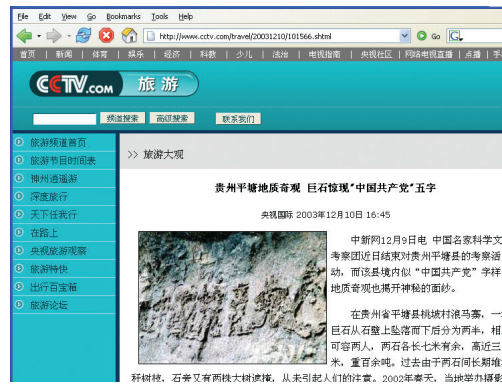 File Edit View Go Bookmarks Tools Help
http://www.cctv.com/travel/20031210/101566.shtml Go
首页 | 新闻 | 体育 | 娱乐 | 经济 | 科教 | 少儿 | 法治 | 电视指南 | 央视社区 | 网络电视直播 | 点播 | 手
CCTV.COM 旅游
频道搜索 高级搜索 联系我们
旅游频道首页
旅游节目时间表
神州逍遥游
深度旅行
天下任我行
在路上
央视旅游观察
旅游特快
出行百宝箱
旅游论坛
>> 旅游大观
贵州平塘地质奇观 巨石惊现"中国共产党"五字
央视国际 2003年12月10日 16:45
中新网12月9日电 中国名家科学文
考察团近日结束对贵州平塘县的考察活
动，而该县境内似“中国共产党”字样
地质奇观也揭开神秘的面纱。
在贵州省平塘县桃坡村浪马寨，一
巨石从石壁上坠落而下后分为两半，相
可容两人，两石各长七米有余，高近三
米，重百余吨。过去由于两石间长期堆
秆树枝，石旁又有两株大树遮掩，从未引起人们的注意。2002年春天，当地举办摄影